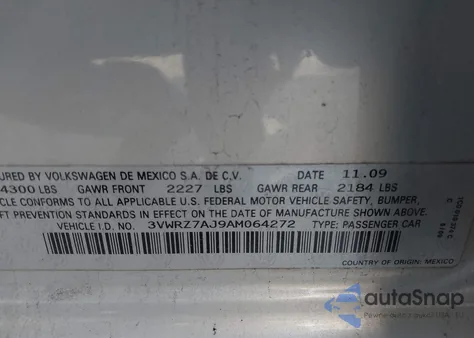 URED BY VOLKSWAGEN DE MEXICO S.A. DE C.V. DATE 11.09
4300 LBS GAWR FRONT 2227 LBS GAWR REAR 2184 LBS
ICLE CONFORMS TO ALL APPLICABLE U.S. FEDERAL MOTOR VEHICLE SAFETY, BUMPER,
FT PREVENTION STANDARDS IN EFFECT ON THE DATE OF MANUFACTURE SHOWN ABOVE.
VEHICLE I.D. NO. 3VWRZ7AJ9AM064272 TYPE: PASSENGER CAR
COUNTRY OF ORIGIN: MEXICO
autoSnap